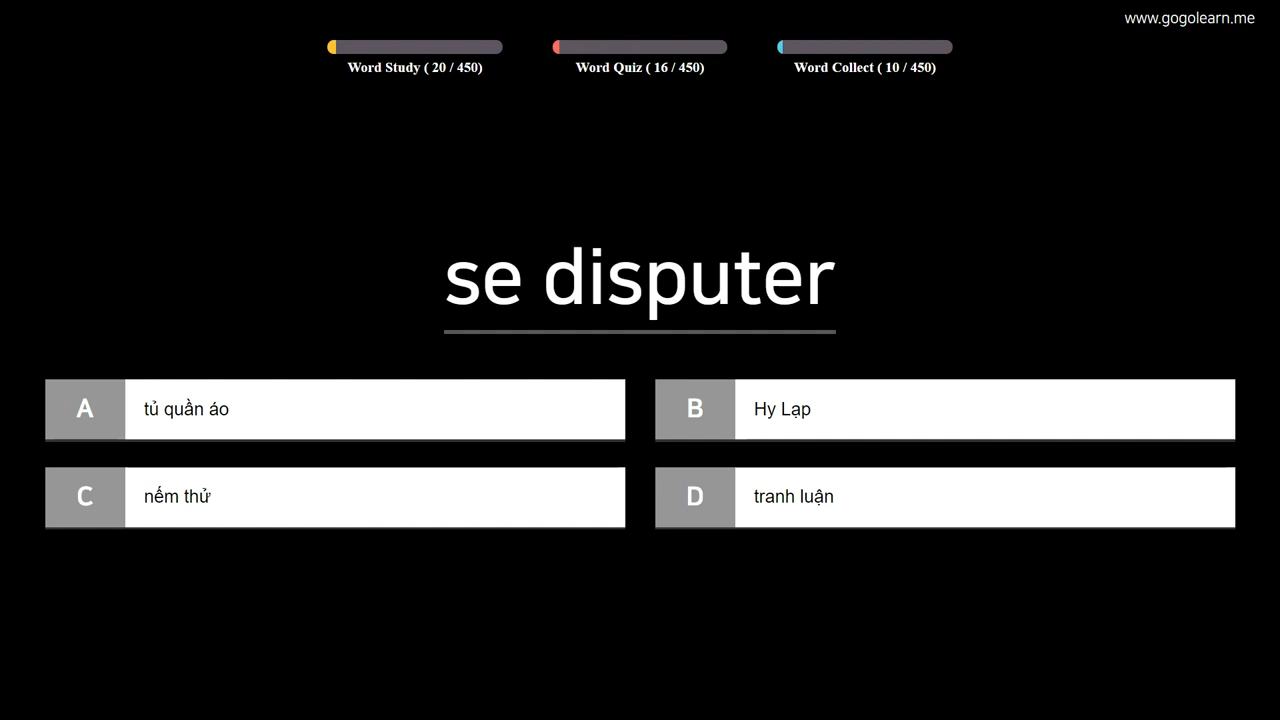 www.gogolearn.me
Word Study ( 20 / 450)
Word Quiz ( 16 / 450)
Word Collect ( 10 / 450)
se disputer
A tủ quần áo
B Hy Lạp
C nếm thử
D tranh luận